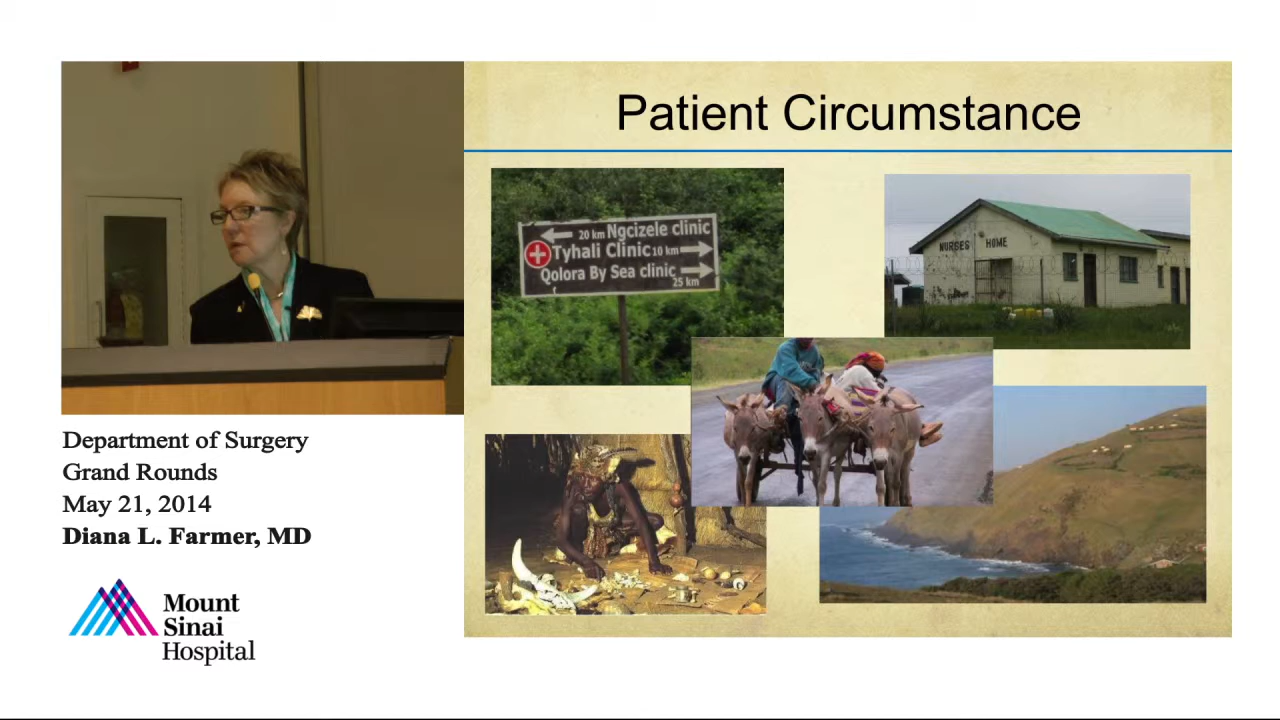 Patient Circumstance
20 km Ngcizele clinic
Tyhali Clinic 10 km
Qolora By Sea clinic
25 km
NURSES HOME
Department of Surgery
Grand Rounds
May 21, 2014
Diana L. Farmer, MD
Mount
Sinai
Hospital